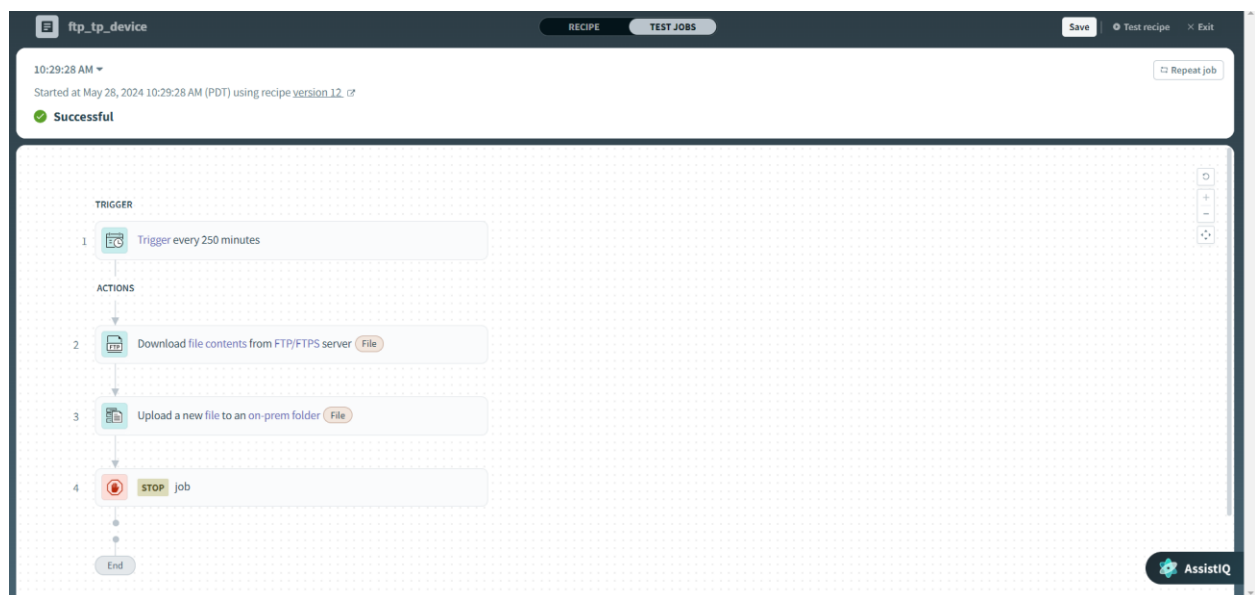 ftp_tp_device
RECIPE
TEST JOBS
Save
Test recipe
Exit
10:29:28 AM
Repeat job
Started at May 28, 2024 10:29:28 AM (PDT) using recipe version 12
Successful
TRIGGER
1 Trigger every 250 minutes
ACTIONS
2 FTP Download file contents from FTP/FTPS server File
3 Upload a new file to an on-prem folder File
4 STOP job
End
AssistIQ